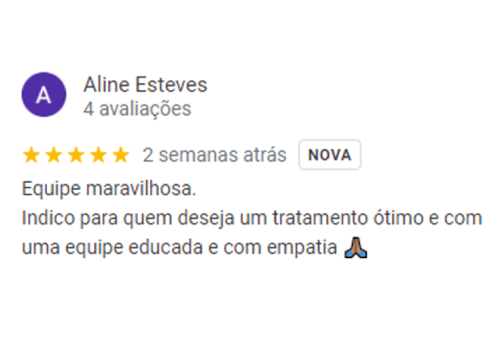 A
Aline Esteves
4 avaliações
★★★★★ 2 semanas atrás NOVA
Equipe maravilhosa.
Indico para quem deseja um tratamento ótimo e com
uma equipe educada e com empatia 🙏🏽